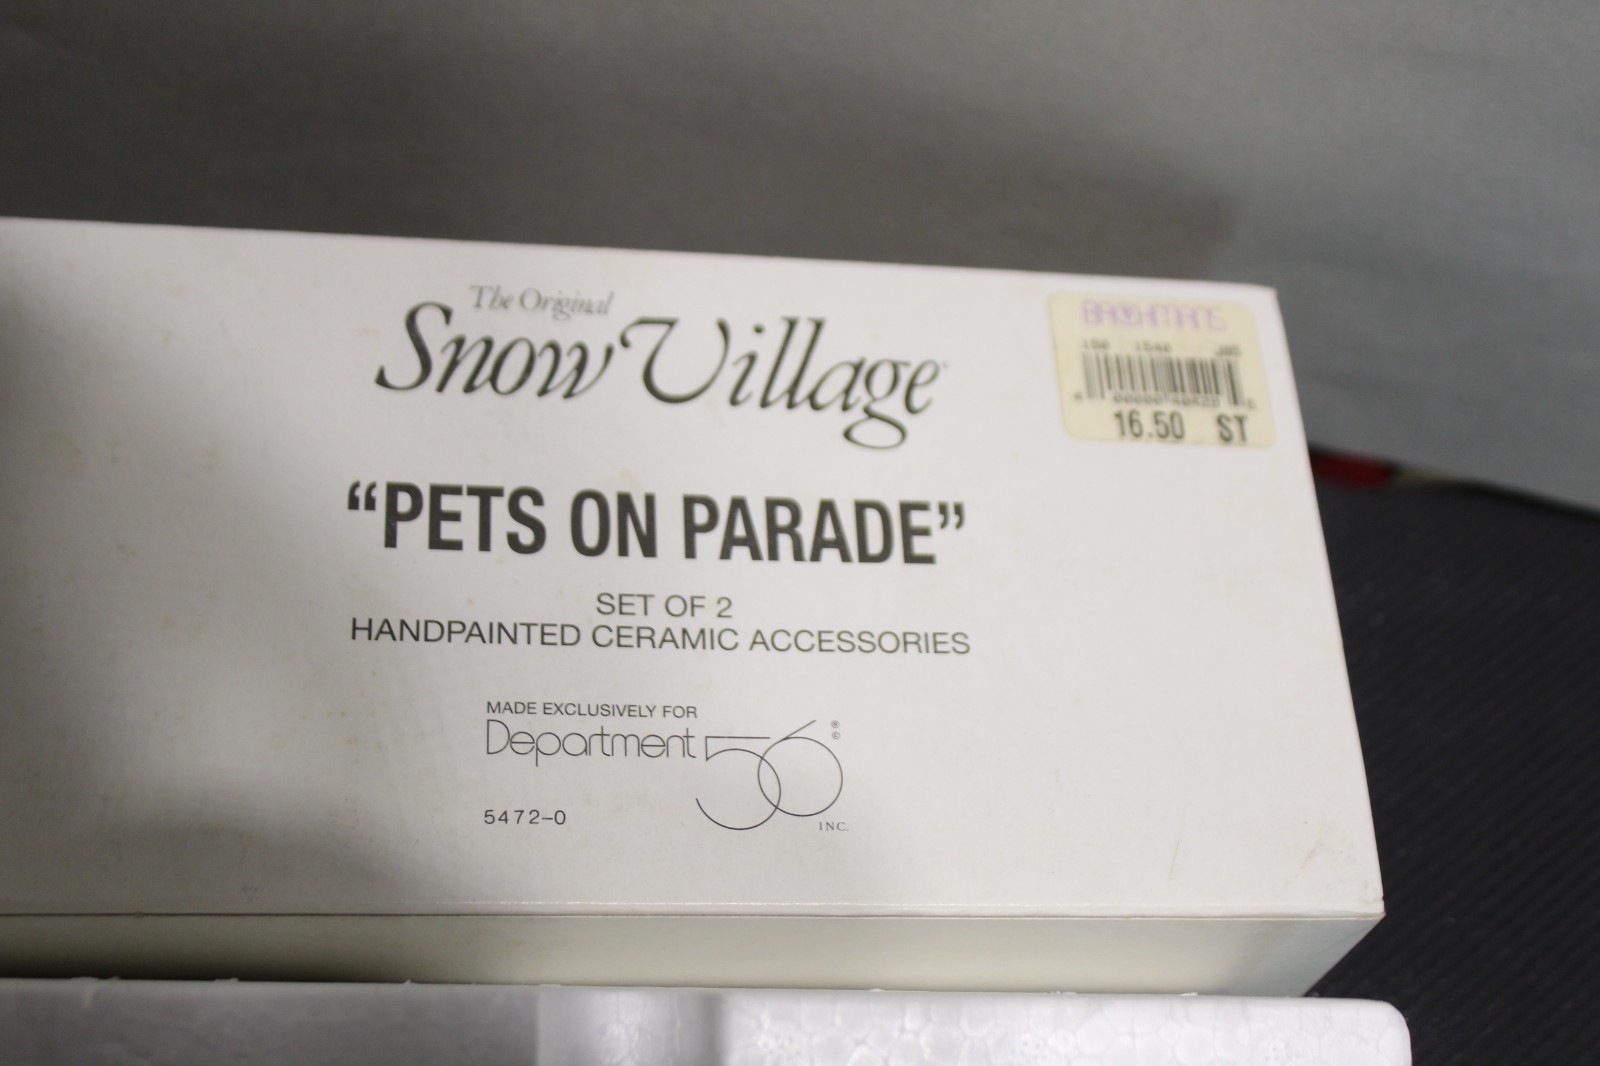 The Original
Snow Village
"PETS ON PARADE"
SET OF 2
HANDPAINTED CERAMIC ACCESSORIES
MADE EXCLUSIVELY FOR
Department 56 ® ©
INC.
5472-0
BACHMANS
16.50 ST